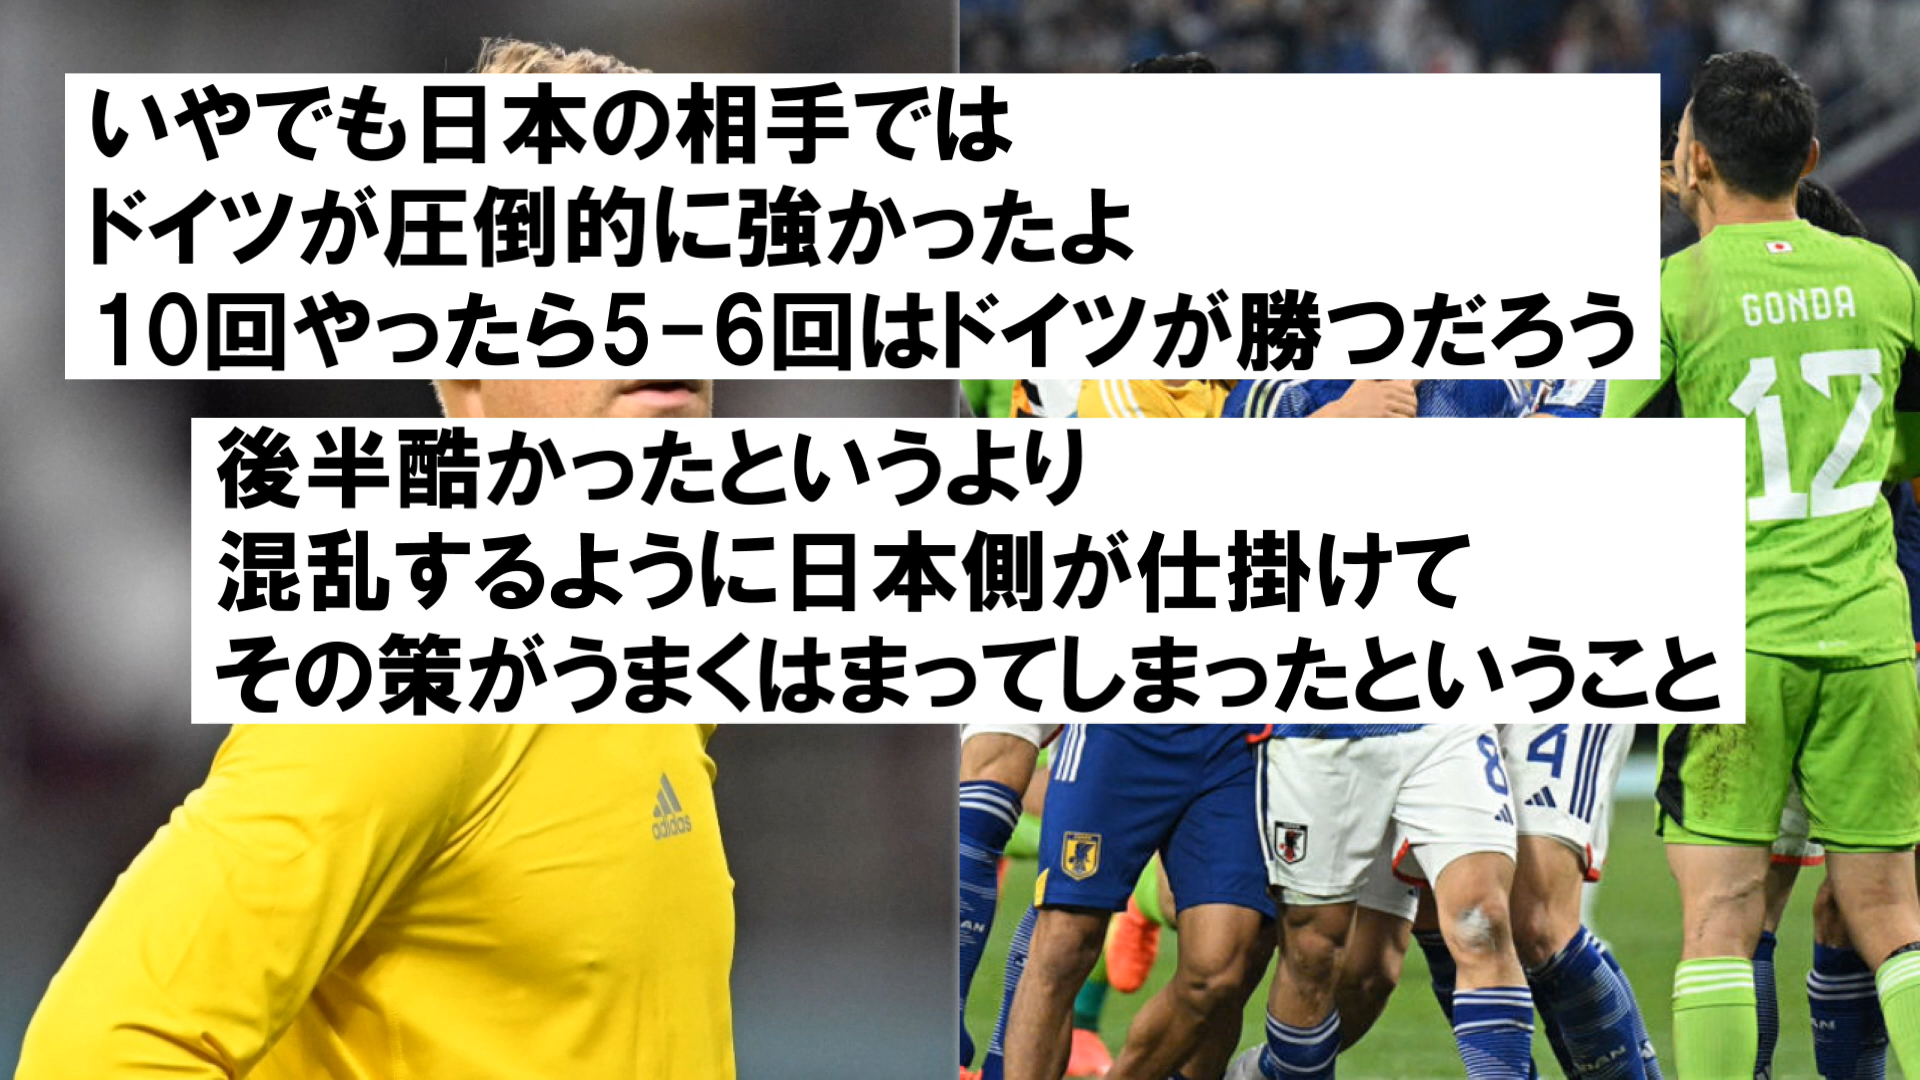 いやでも日本の相手では
ドイツが圧倒的に強かったよ
10回やったら5-6回はドイツが勝つだろう
後半酷かったというより
混乱するように日本側が仕掛けて
その策がうまくはまってしまったということ
GONDA
12
adidas
8
4